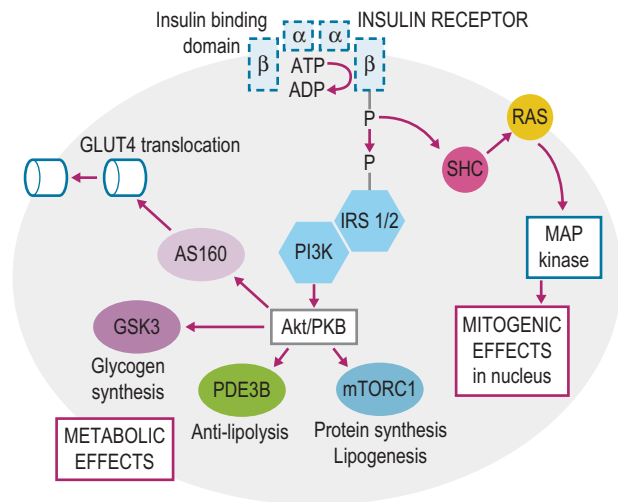 Insulin binding
domain
INSULIN RECEPTOR
α α
β β
ATP
ADP
P
P
RAS
SHC
GLUT4 translocation
IRS 1/2
PI3K
AS160
MAP
kinase
GSK3
Akt/PKB
Glycogen
synthesis
MITOGENIC
EFFECTS
in nucleus
PDE3B
mTORC1
Anti-lipolysis
Protein synthesis
Lipogenesis
METABOLIC
EFFECTS